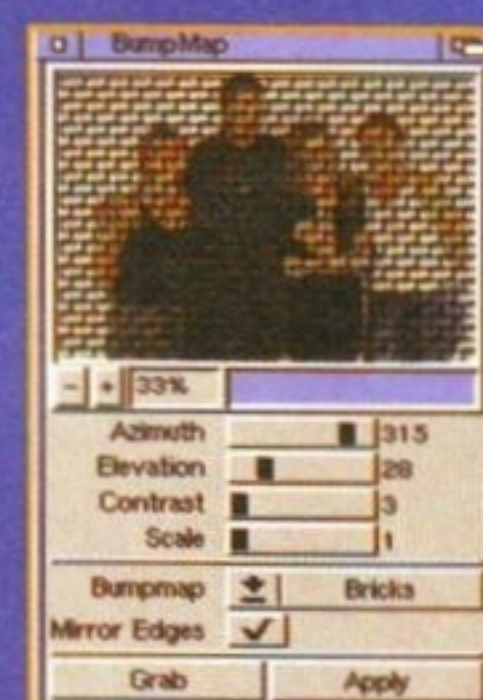 BumpMap
- + 33%
Azimuth 315
Elevation 28
Contrast 3
Scale 1
Bumpmap Bricks
Mirror Edges
Grab Apply